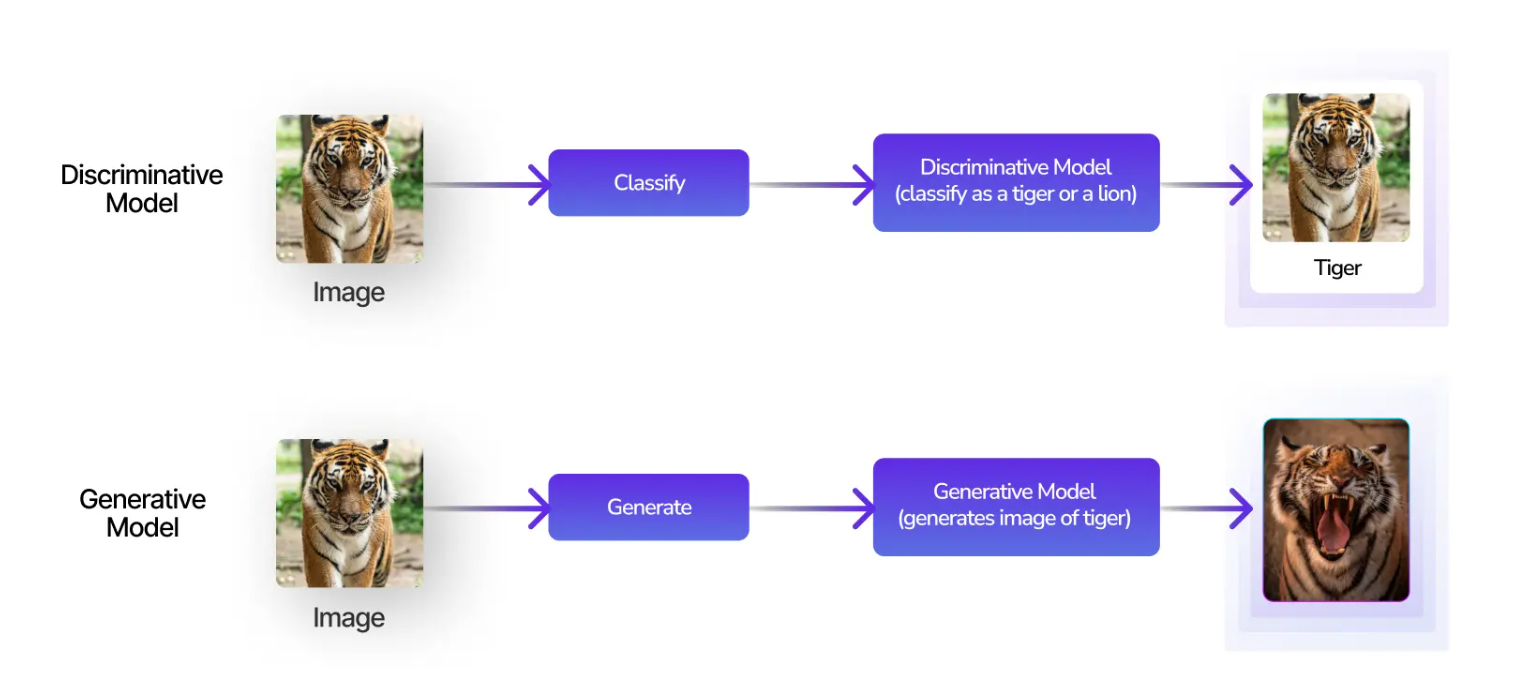 Discriminative
Model
Image
Classify
Discriminative Model
(classify as a tiger or a lion)
Tiger
Generative
Model
Image
Generate
Generative Model
(generates image of tiger)